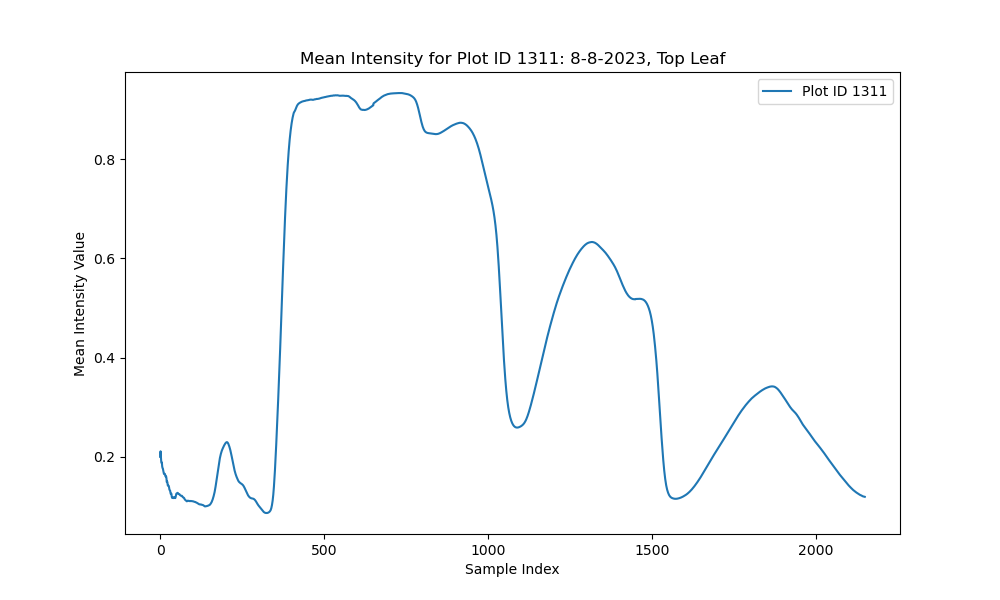 Mean Intensity for Plot ID 1311: 8-8-2023, Top Leaf
Plot ID 1311
Mean Intensity Value
0.8
0.6
0.4
0.2
0 500 1000 1500 2000
Sample Index